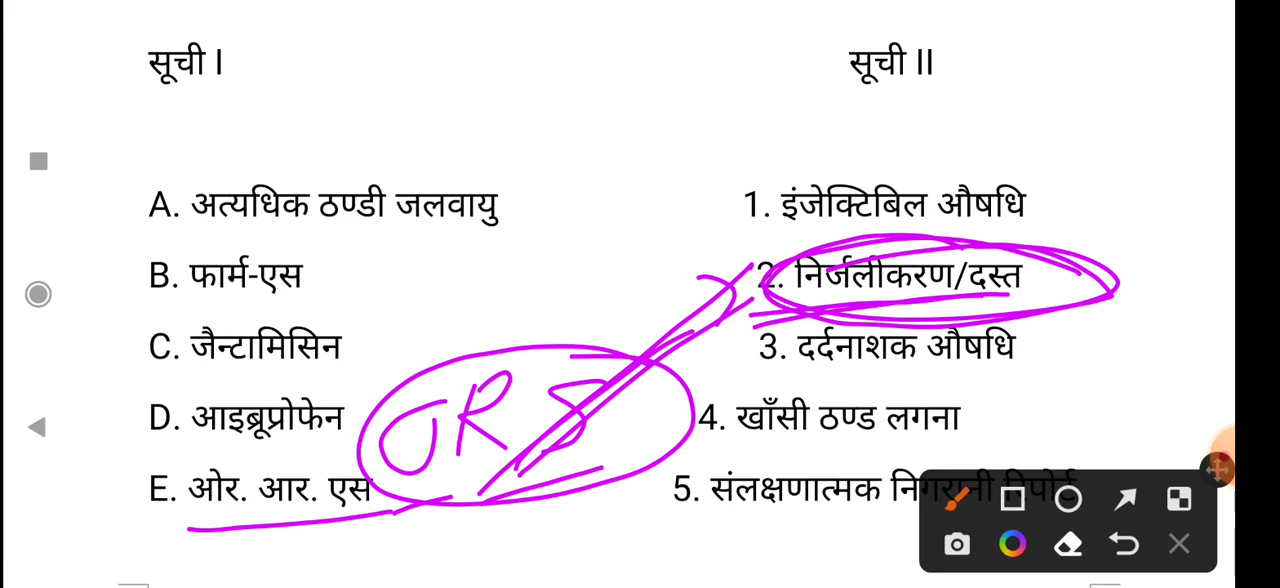 सूची I सूची II
A. अत्यधिक ठण्डी जलवायु 1. इंजेक्टिबिल औषधि
B. फार्म-एस 2. निर्जलीकरण/दस्त
C. जैन्टामिसिन 3. दर्दनाशक औषधि
ORS
D. आइब्रूप्रोफेन 4. खाँसी ठण्ड लगना
E. ओर. आर. एस 5. संलक्षणात्मक निगरानी रिपोर्ट